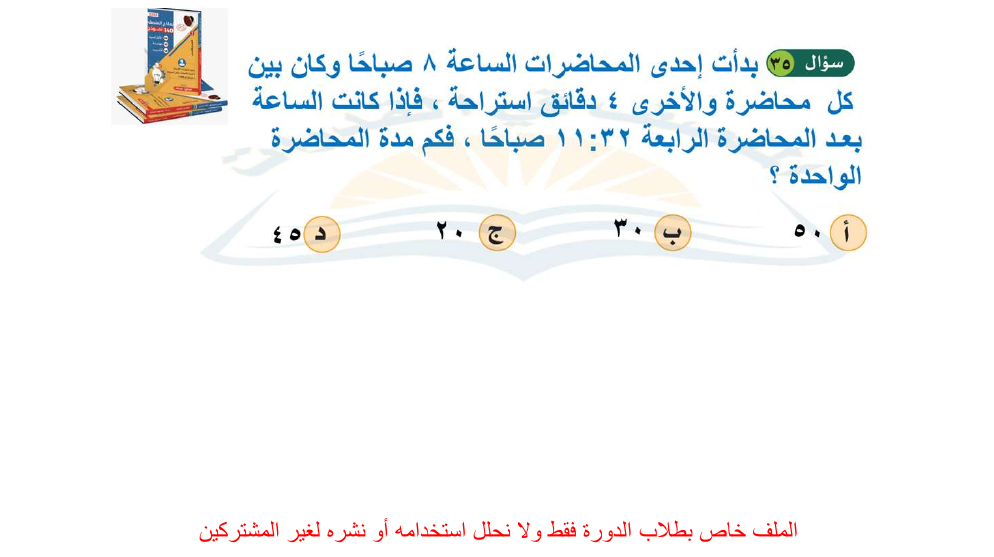 سؤال ٣٥ بدأت إحدى المحاضرات الساعة ٨ صباحًا وكان بين
كل محاضرة والأخرى ٤ دقائق استراحة ، فإذا كانت الساعة
بعد المحاضرة الرابعة ١١:٣٢ صباحًا ، فكم مدة المحاضرة
الواحدة ؟
أ ٥٠ ب ٣٠ ج ٢٠ د ٤٥
الملف خاص بطلاب الدورة فقط ولا نحلل استخدامه أو نشره لغير المشتركين